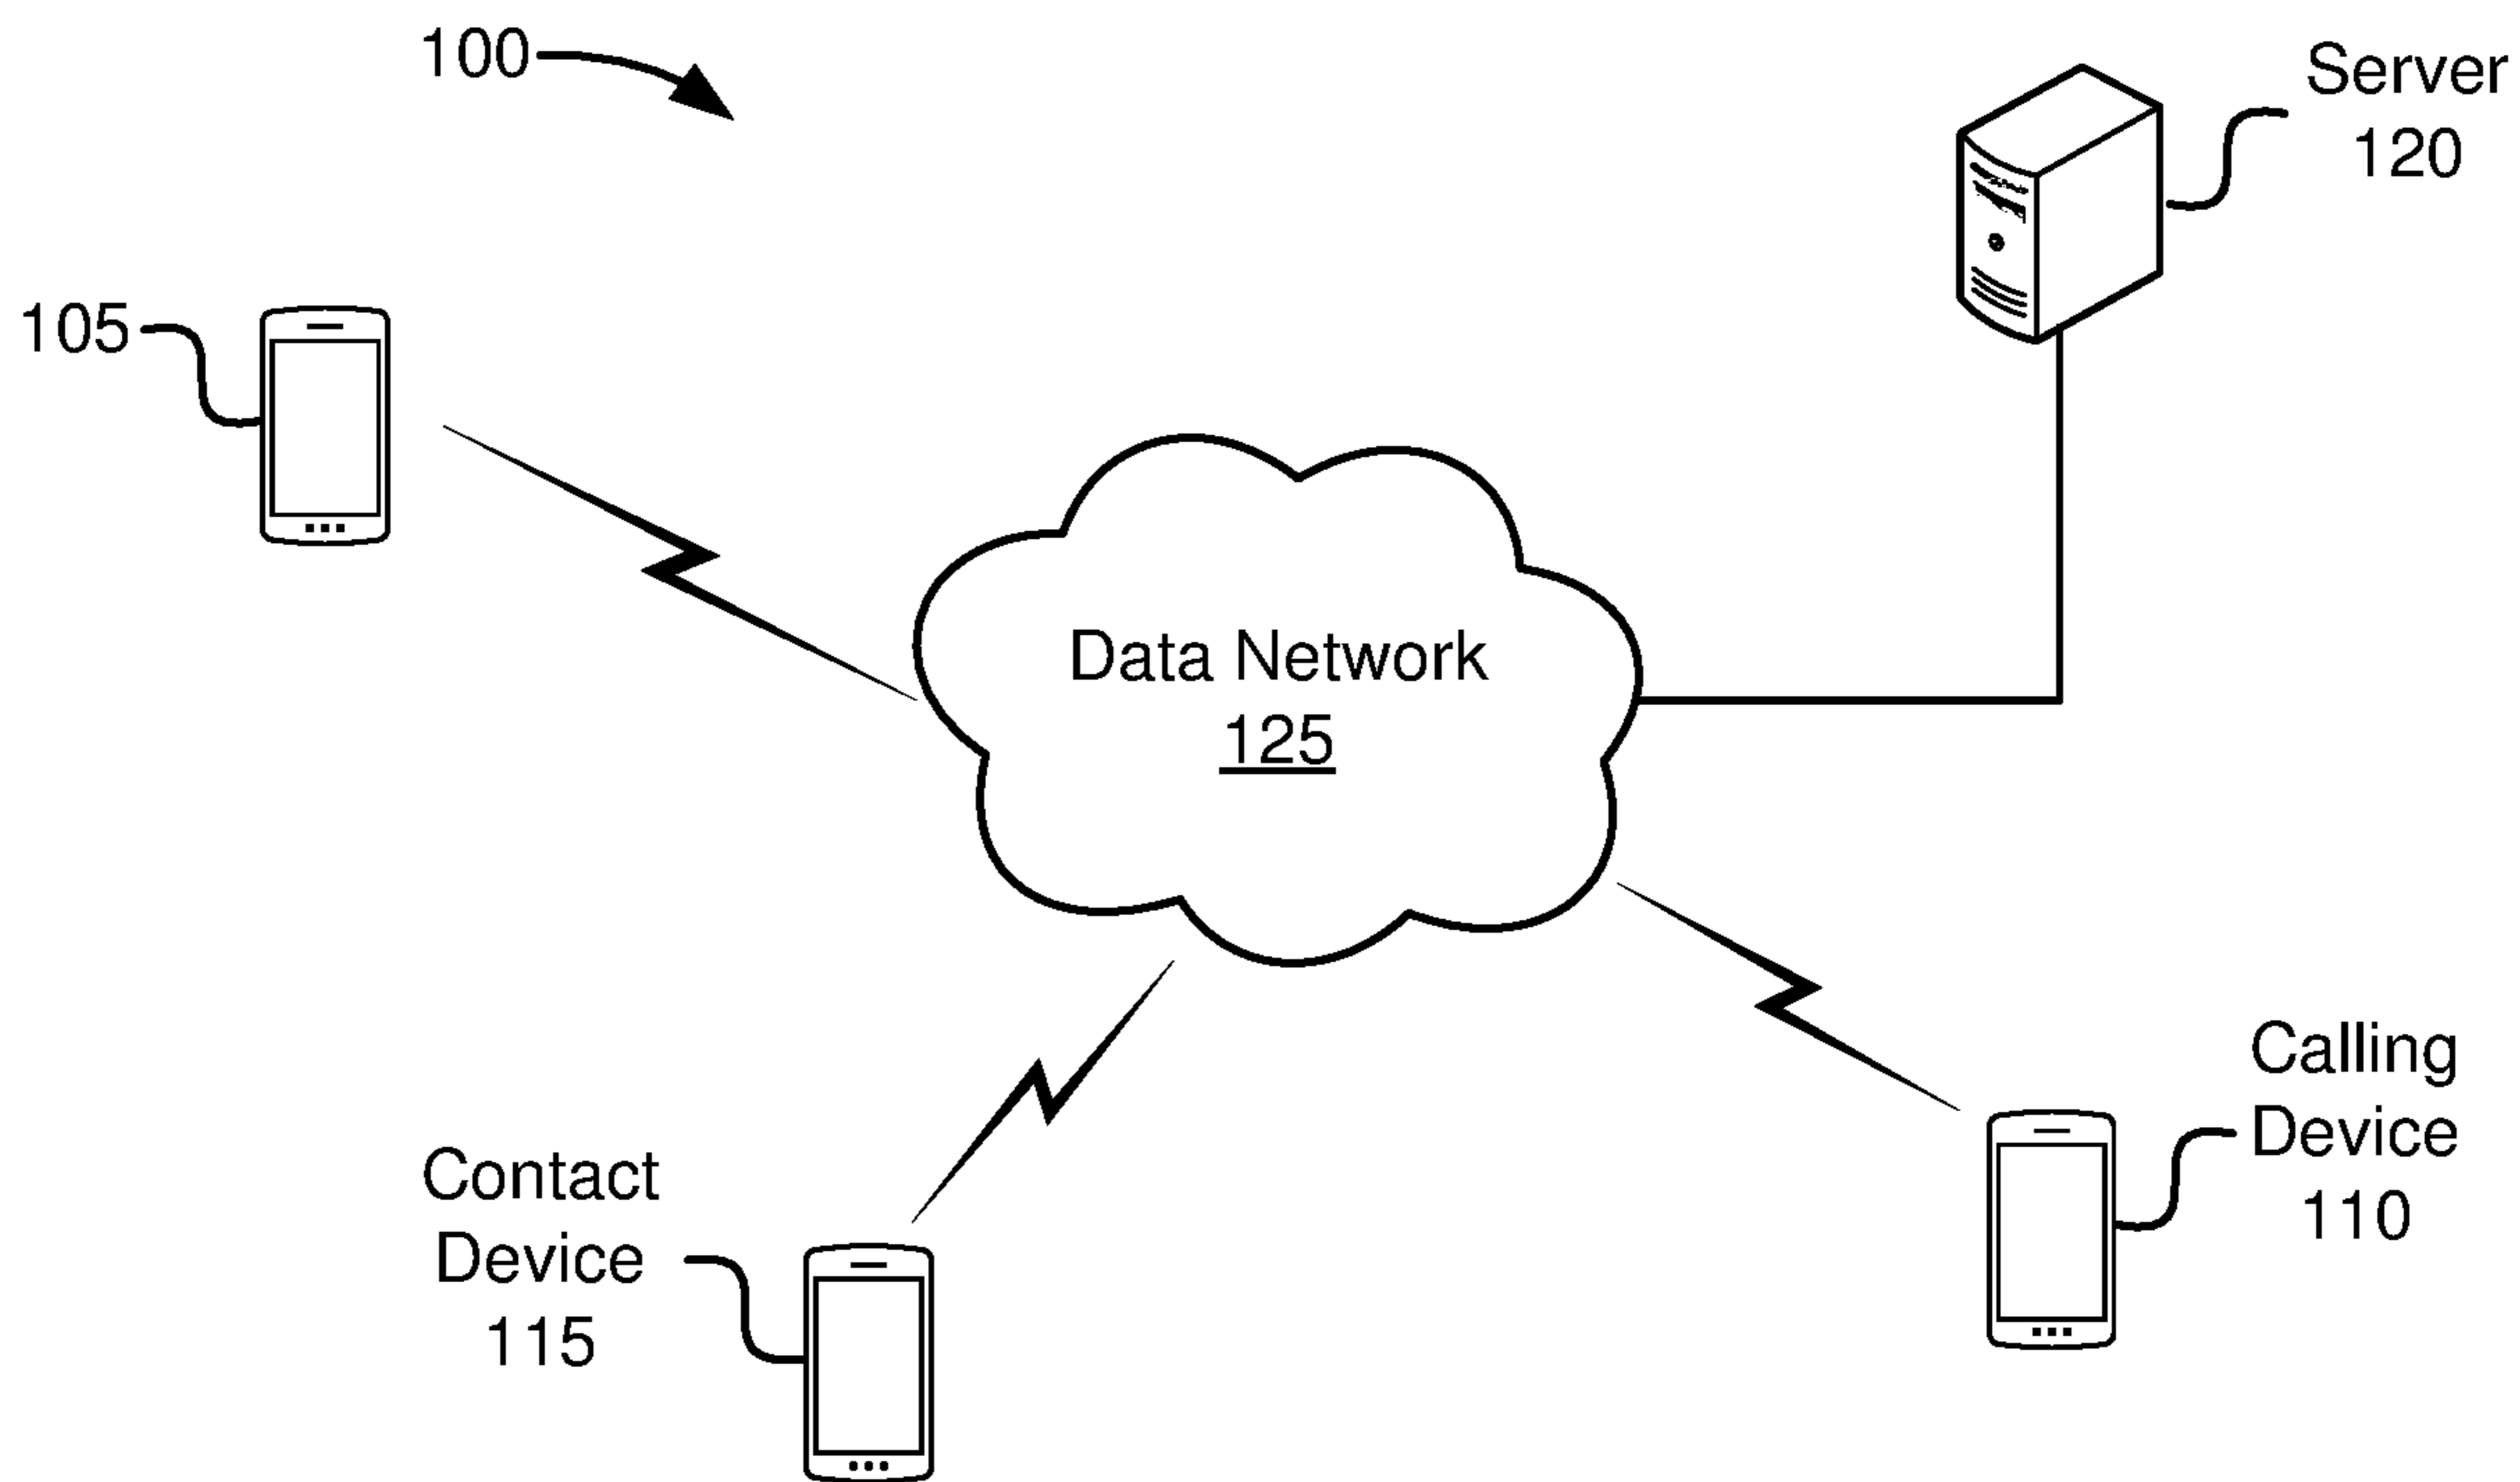 100
Server
120
105
Data Network
125
Calling
Device
110
Contact
Device
115